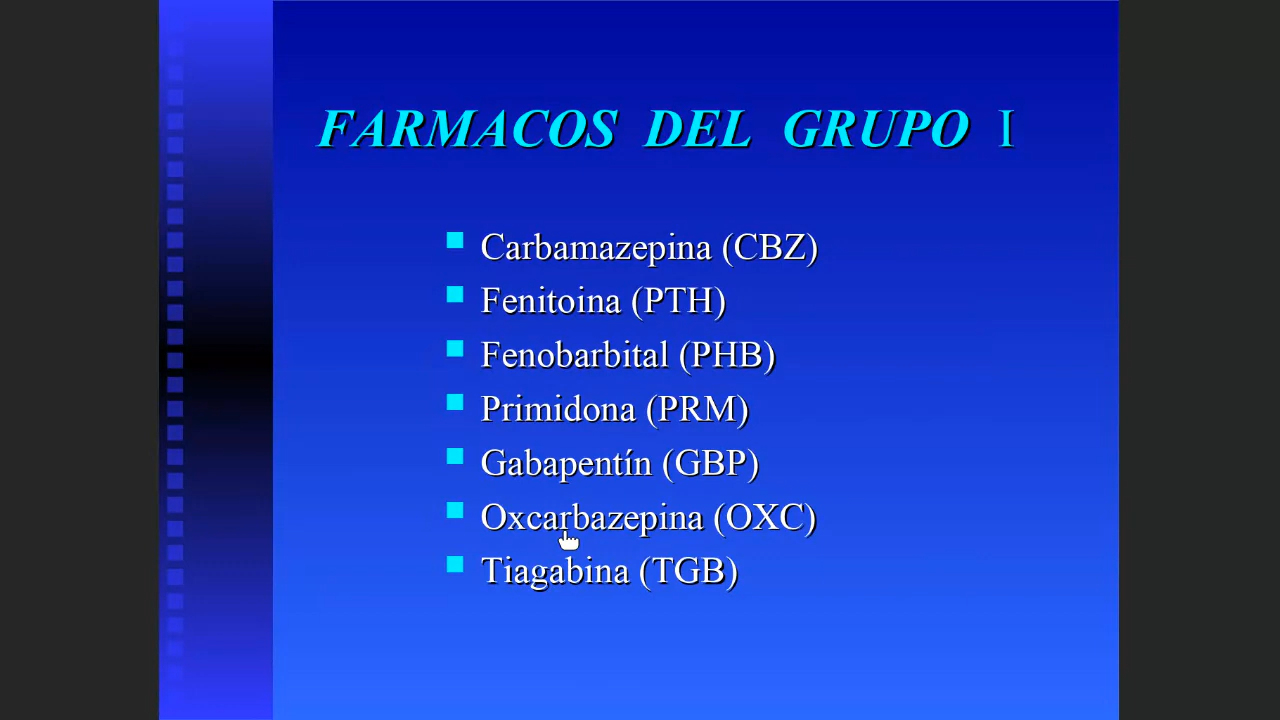 FARMACOS DEL GRUPO I
Carbamazepina (CBZ)
Fenitoina (PTH)
Fenobarbital (PHB)
Primidona (PRM)
Gabapentín (GBP)
Oxcarbazepina (OXC)
Tiagabina (TGB)